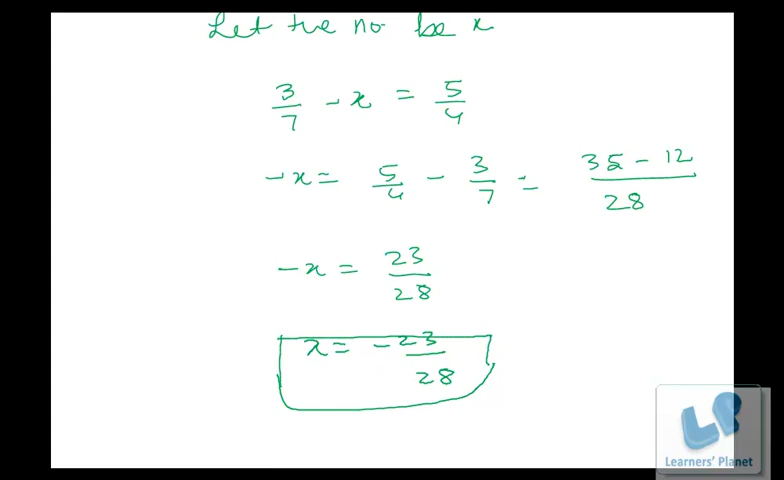 Let the no be x
3/7 - x = 5/4
-x = 5/4 - 3/7 = 35 - 12/28
-x = 23/28
x = -23/28
LP
Learners' Planet